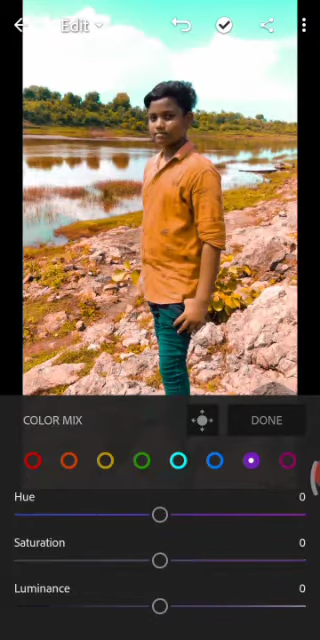 Edit
COLOR MIX
DONE
Hue 0
Saturation 0
Luminance 0